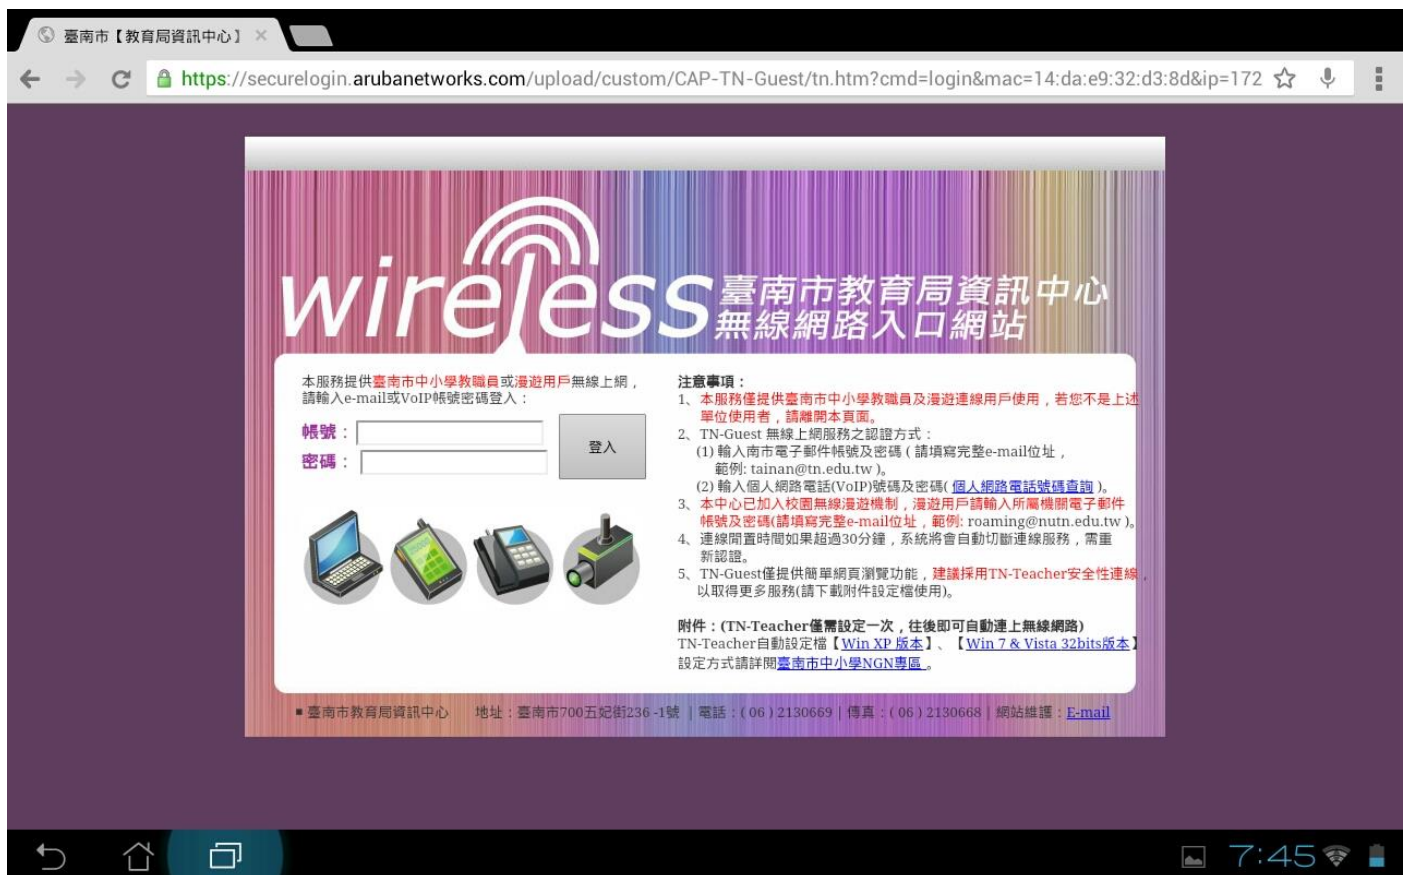 臺南市【教育局資訊中心】
https://securelogin.arubanetworks.com/upload/custom/CAP-TN-Guest/tn.htm?cmd=login&mac=14:da:e9:32:d3:8d&ip=172
wireless
臺南市教育局資訊中心
無線網路入口網站
本服務提供臺南市中小學教職員或漫遊用戶無線上網，
請輸入e-mail或VoIP帳號密碼登入：
帳號：
密碼：
登入
注意事項：
1、本服務僅提供臺南市中小學教職員及漫遊連線用戶使用，若您不是上述
單位使用者，請離開本頁面。
2、TN-Guest 無線上網服務之認證方式：
(1) 輸入南市電子郵件帳號及密碼 ( 請填寫完整e-mail位址，
範例: tainan@tn.edu.tw )。
(2) 輸入個人網路電話(VoIP)號碼及密碼( 個人網路電話號碼查詢 )。
3、本中心已加入校園無線漫遊機制，漫遊用戶請輸入所屬機關電子郵件
帳號及密碼(請填寫完整e-mail位址，範例: roaming@nutn.edu.tw )。
4、連線閒置時間如果超過30分鐘，系統將會自動切斷連線服務，需重
新認證。
5、TN-Guest僅提供簡單網頁瀏覽功能，建議採用TN-Teacher安全性連線，
以取得更多服務(請下載附件設定檔使用)。
附件：(TN-Teacher僅需設定一次，往後即可自動連上無線網路)
TN-Teacher自動設定檔【Win XP 版本】、【Win 7 & Vista 32bits版本】
設定方式請詳閱臺南市中小學NGN專區 。
■ 臺南市教育局資訊中心 地址：臺南市700五妃街236 -1號 | 電話：( 06 ) 2130669 | 傳真：( 06 ) 2130668 | 網站維護：E-mail
7:45